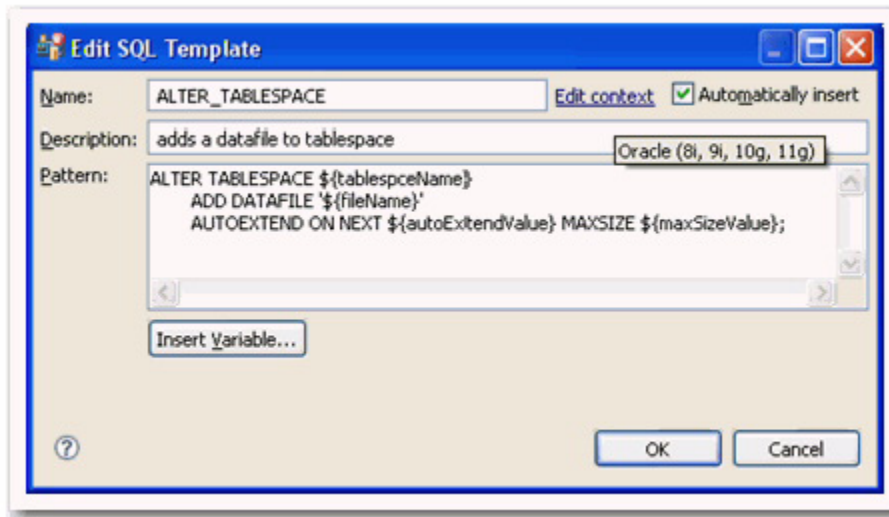 Edit SQL Template
Name: ALTER_TABLESPACE Edit context Automatically insert
Description: adds a datafile to tablespace
Oracle (8i, 9i, 10g, 11g)
Pattern: ALTER TABLESPACE ${tablespceName}
ADD DATAFILE '${fileName}'
AUTOEXTEND ON NEXT ${autoExtendValue} MAXSIZE ${maxSizeValue};
Insert Variable...
? OK Cancel